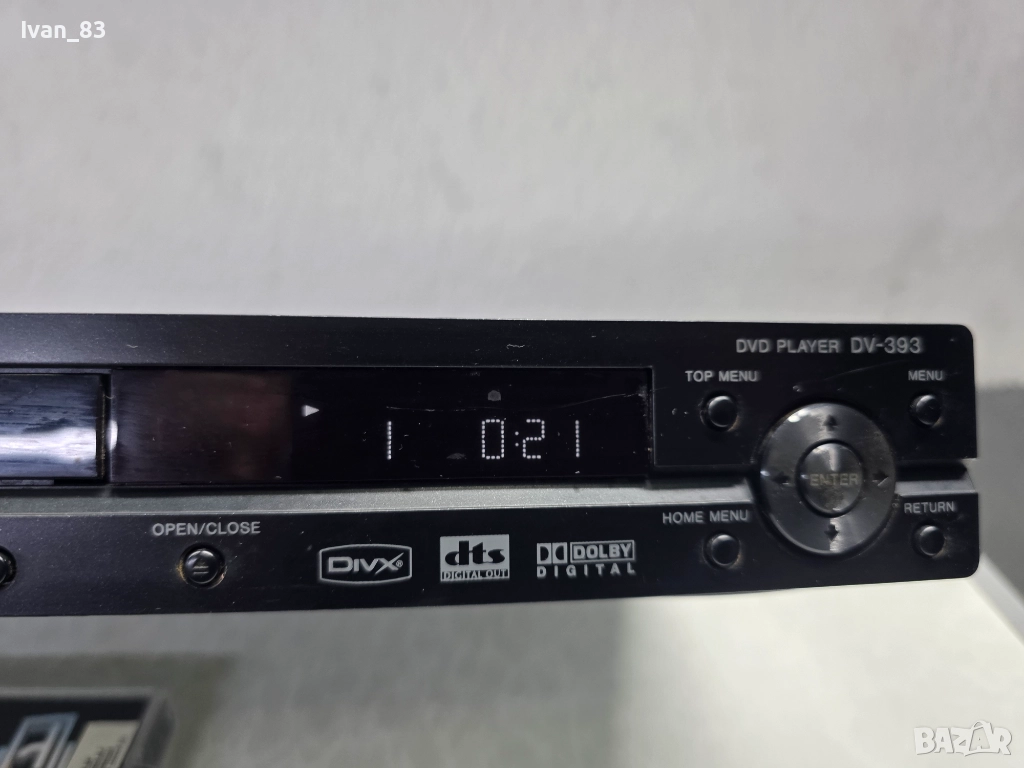 Ivan_83
DVD PLAYER DV-393
TOP MENU
MENU
1 0:21
ENTER
OPEN/CLOSE
HOME MENU
RETURN
DivX®
dts
DIGITAL OUT
DOLBY
DIGITAL
BAZAR